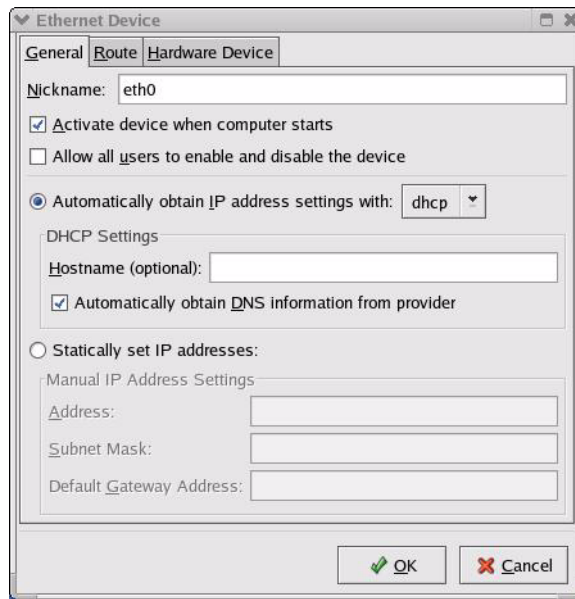 Ethernet Device
General Route Hardware Device
Nickname: eth0
Activate device when computer starts
Allow all users to enable and disable the device
Automatically obtain IP address settings with: dhcp
DHCP Settings
Hostname (optional):
Automatically obtain DNS information from provider
Statically set IP addresses:
Manual IP Address Settings
Address:
Subnet Mask:
Default Gateway Address:
OK Cancel